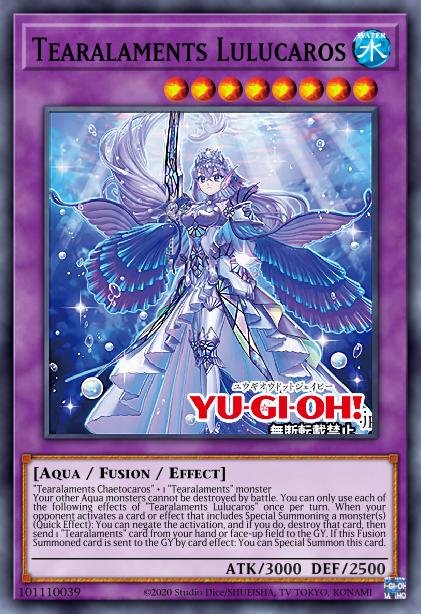 Tearalaments Lulucaros
WATER
水
ユウギオウドットジェイピー
YU-GI-OH!
無断転載禁止
[Aqua / Fusion / Effect]
"Tearalaments Chaetocaros" + 1 "Tearalaments" monster
Your other Aqua monsters cannot be destroyed by battle. You can only use each of
the following effects of "Tearalaments Lulucaros" once per turn. When your
opponent activates a card or effect that includes Special Summoning a monster(s)
(Quick Effect): You can negate the activation, and if you do, destroy that card, then
send 1 "Tearalaments" card from your hand or face-up field to the GY. If this Fusion
Summoned card is sent to the GY by card effect: You can Special Summon this card.
ATK/3000 DEF/2500
101110039
©2020 Studio Dice/SHUEISHA, TV TOKYO, KONAMI